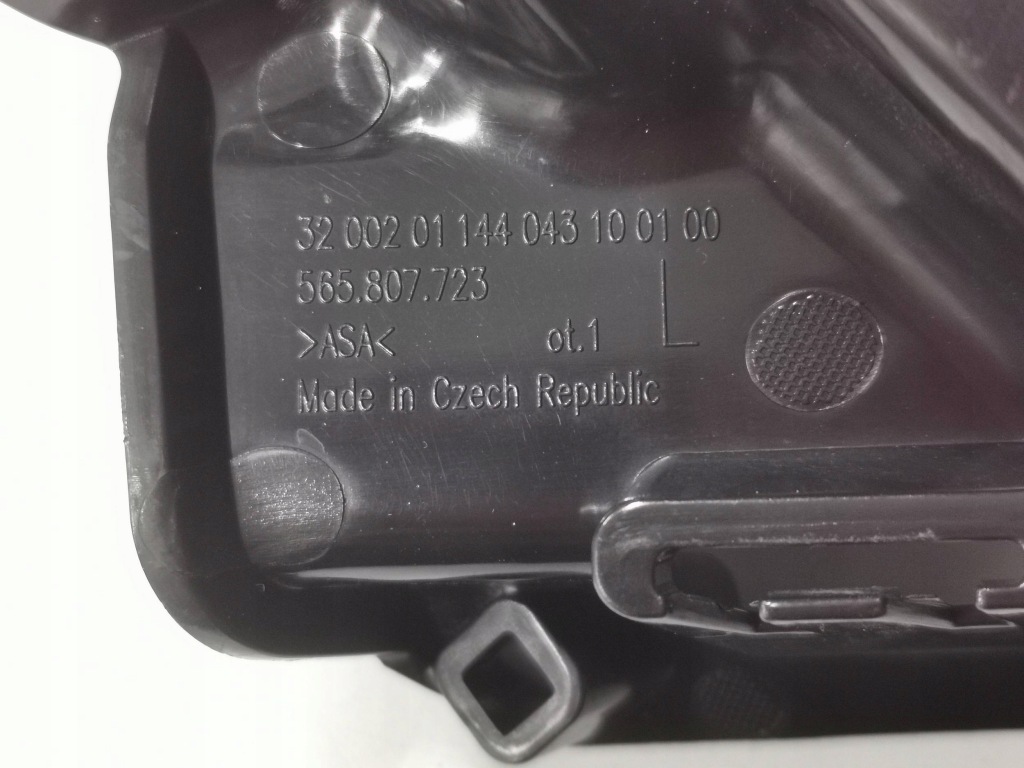 32 002 01 144 043 10 01 00
565.807.723
>ASA< ot.1 L
Made in Czech Republic